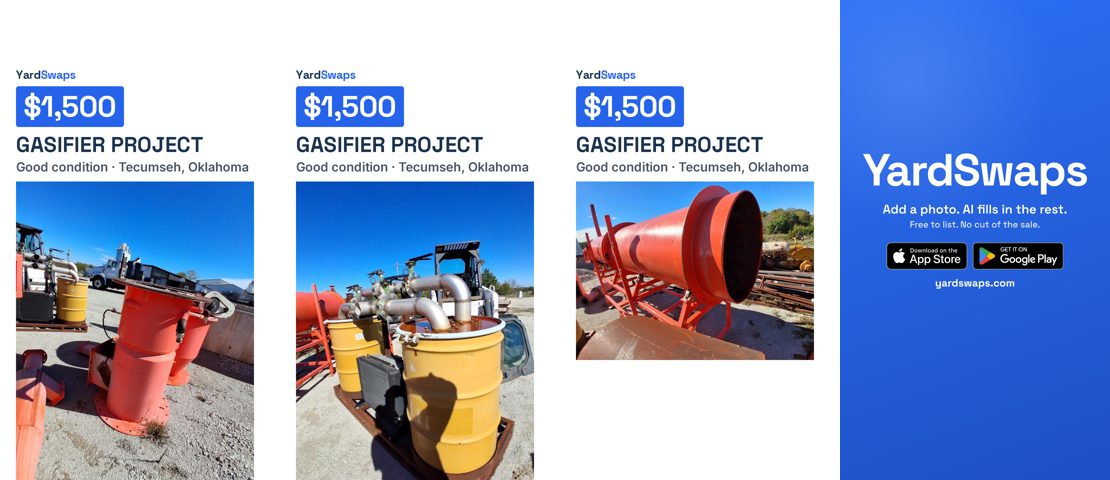 YardSwaps
$1,500
GASIFIER PROJECT
Good condition · Tecumseh, Oklahoma
YardSwaps
$1,500
GASIFIER PROJECT
Good condition · Tecumseh, Oklahoma
YardSwaps
$1,500
GASIFIER PROJECT
Good condition · Tecumseh, Oklahoma
YardSwaps
Add a photo. AI fills in the rest.
Free to list. No cut of the sale.
Download on the
App Store
GET IT ON
Google Play
yardswaps.com